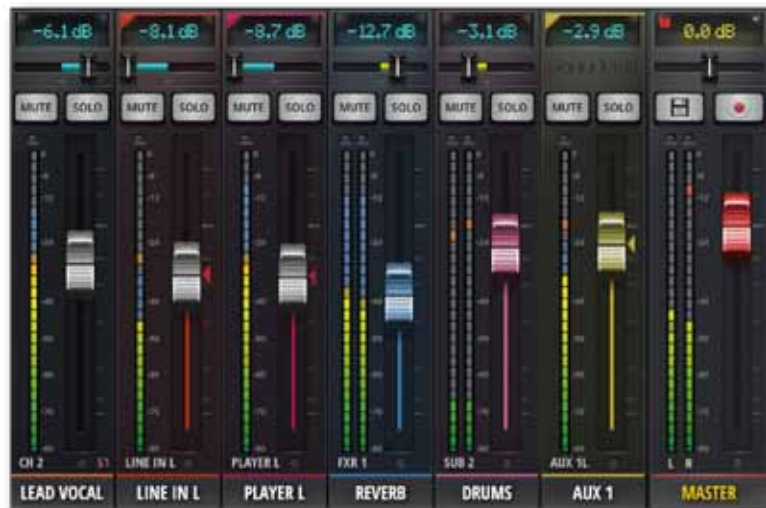 -6.1 dB -8.1 dB -8.7 dB -12.7 dB -3.1 dB -2.9 dB 0.0 dB
MUTE SOLO MUTE SOLO MUTE SOLO MUTE SOLO MUTE SOLO MUTE SOLO
CH 2 S1 LINE IN L PLAYER L FXR 1 SUB 2 AUX 1L L R
LEAD VOCAL LINE IN L PLAYER L REVERB DRUMS AUX 1 MASTER